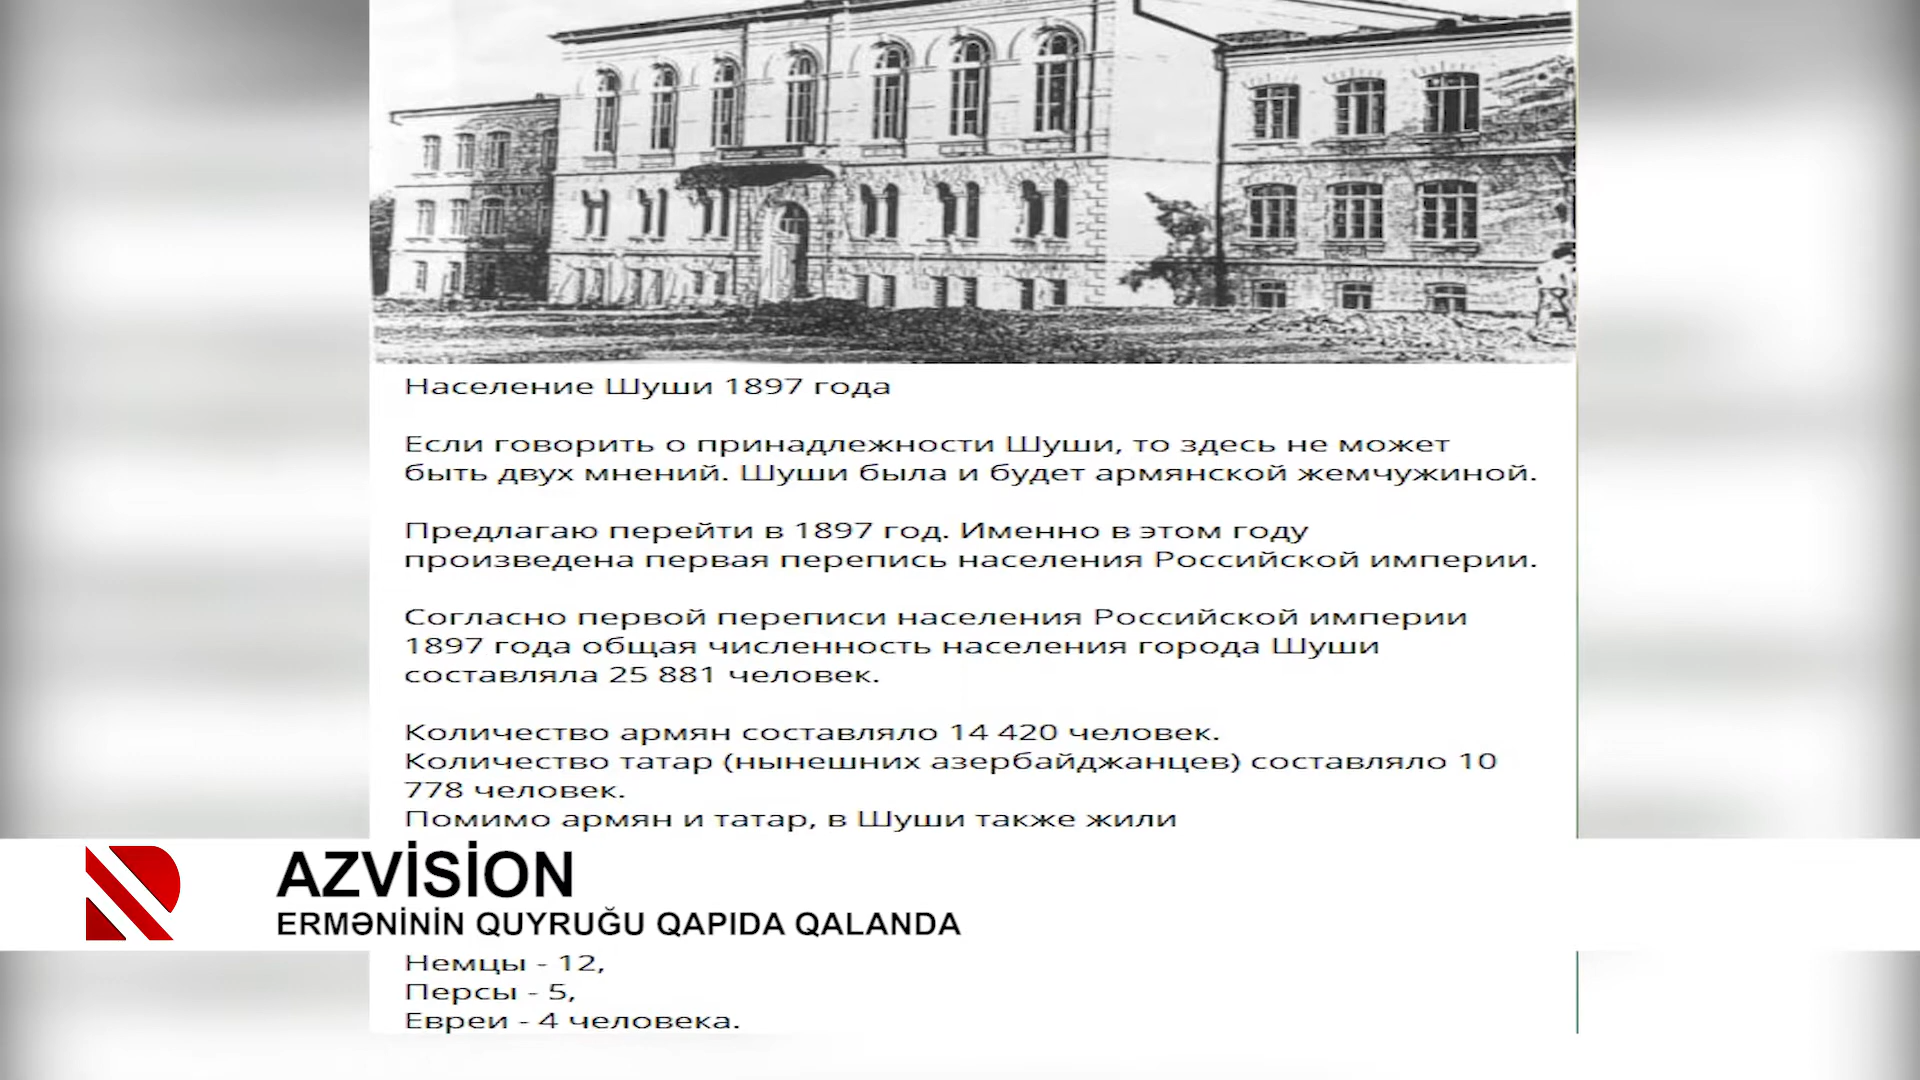 Население Шуши 1897 года
Если говорить о принадлежности Шуши, то здесь не может
быть двух мнений. Шуши была и будет армянской жемчужиной.
Предлагаю перейти в 1897 год. Именно в этом году
произведена первая перепись населения Российской империи.
Согласно первой переписи населения Российской империи
1897 года общая численность населения города Шуши
составляла 25 881 человек.
Количество армян составляло 14 420 человек.
Количество татар (нынешних азербайджанцев) составляло 10
778 человек.
Помимо армян и татар, в Шуши также жили
AZVİSİON
ERMƏNİNİN QUYRUĞU QAPIDA QALANDA
Немцы - 12,
Персы - 5,
Евреи - 4 человека.